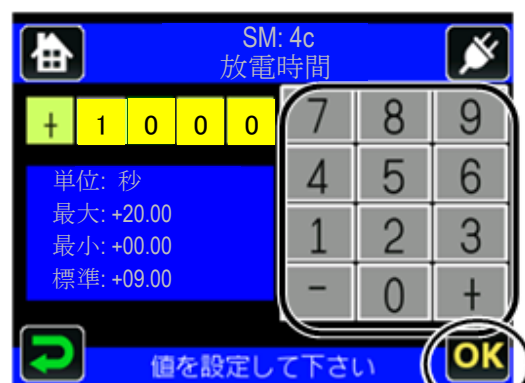 SM: 4c
放電時間
+ 1 0 0 0
7 8 9
4 5 6
1 2 3
- 0 +
単位: 秒
最大: +20.00
最小: +00.00
標準: +09.00
値を設定して下さい
OK